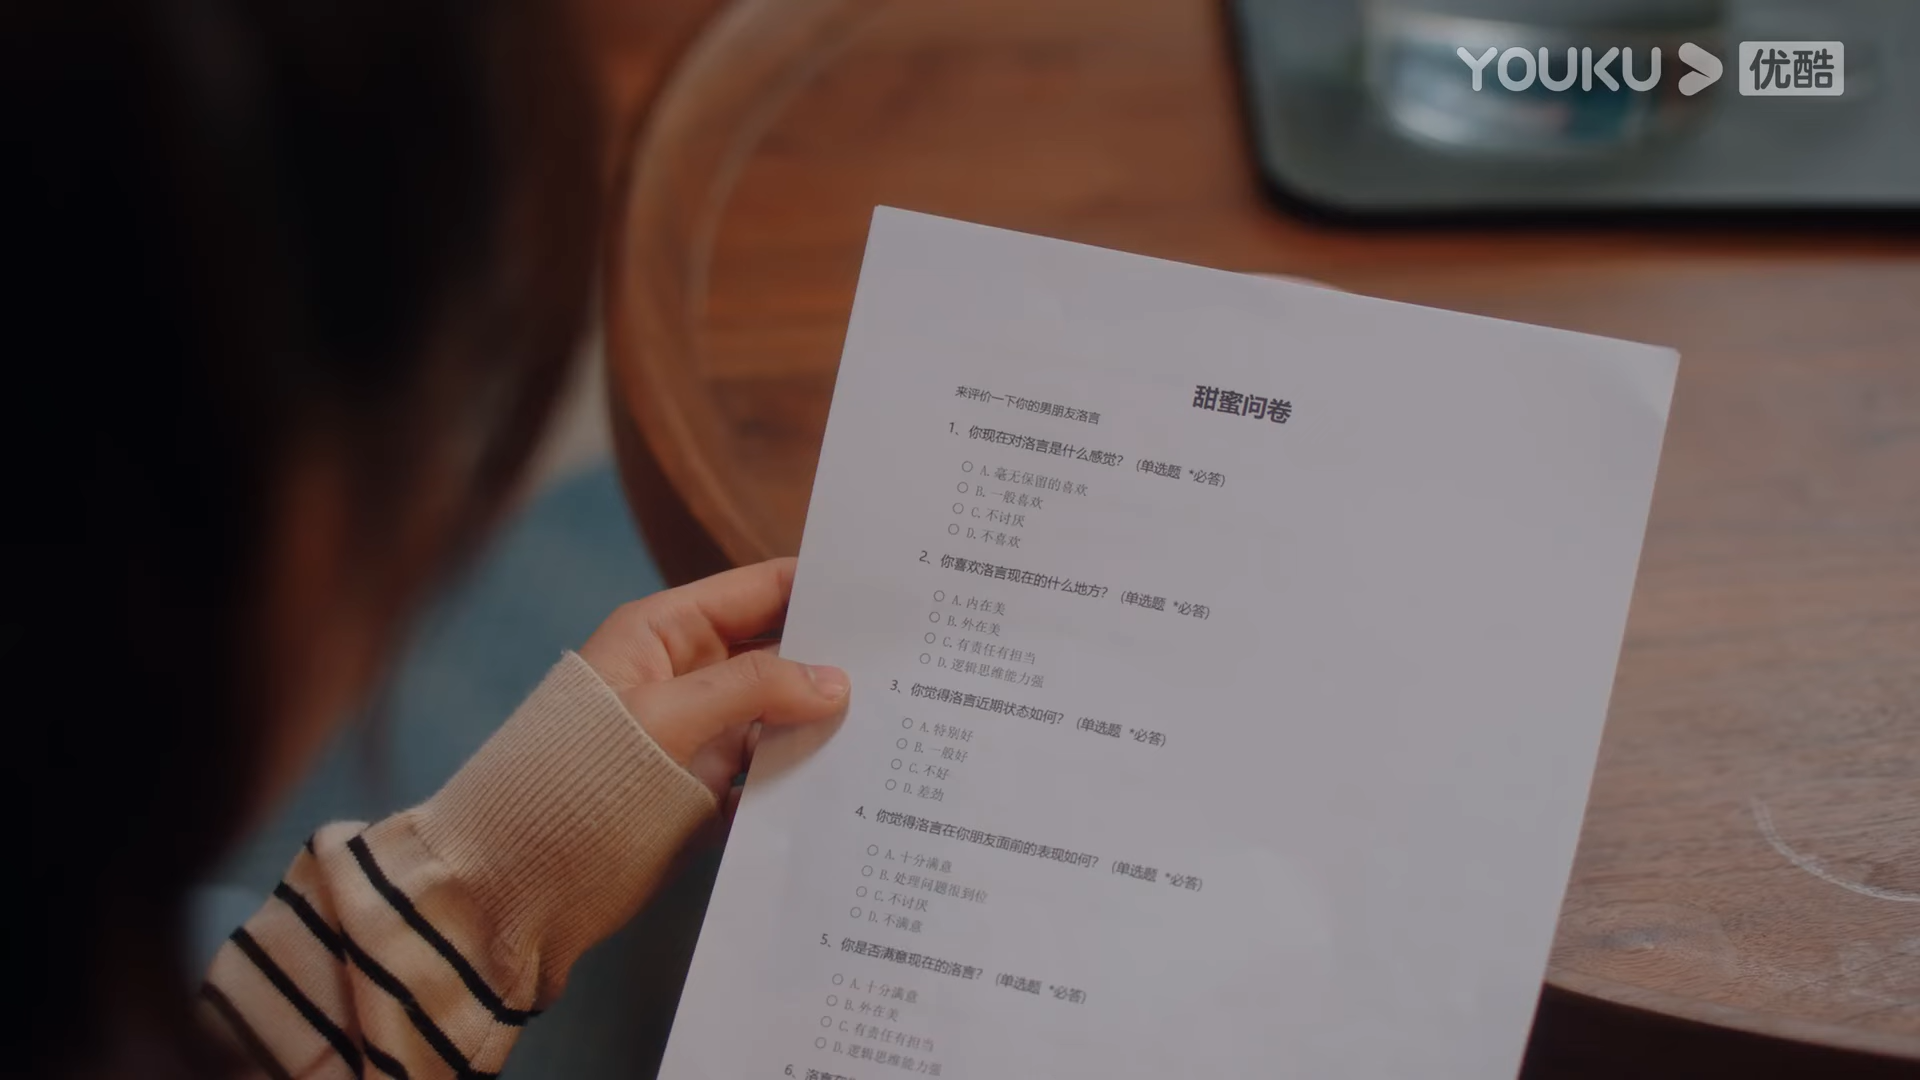 YOUKU 优酷
甜蜜问卷
来评价一下你的男朋友洛言
1、你现在对洛言是什么感觉？（单选题 *必答）
A. 毫无保留的喜欢
B. 一般喜欢
C. 不讨厌
D. 不喜欢
2、你喜欢洛言现在的什么地方？（单选题 *必答）
A. 内在美
B. 外在美
C. 有责任有担当
D. 逻辑思维能力强
3、你觉得洛言近期状态如何？（单选题 *必答）
A. 特别好
B. 一般好
C. 不好
D. 差劲
4、你觉得洛言在你朋友面前的表现如何？（单选题 *必答）
A. 十分满意
B. 处理问题很到位
C. 不讨厌
D. 不满意
5、你是否满意现在的洛言？（单选题 *必答）
A. 十分满意
B. 外在美
C. 有责任有担当
D. 逻辑思维能力强
6、洛言